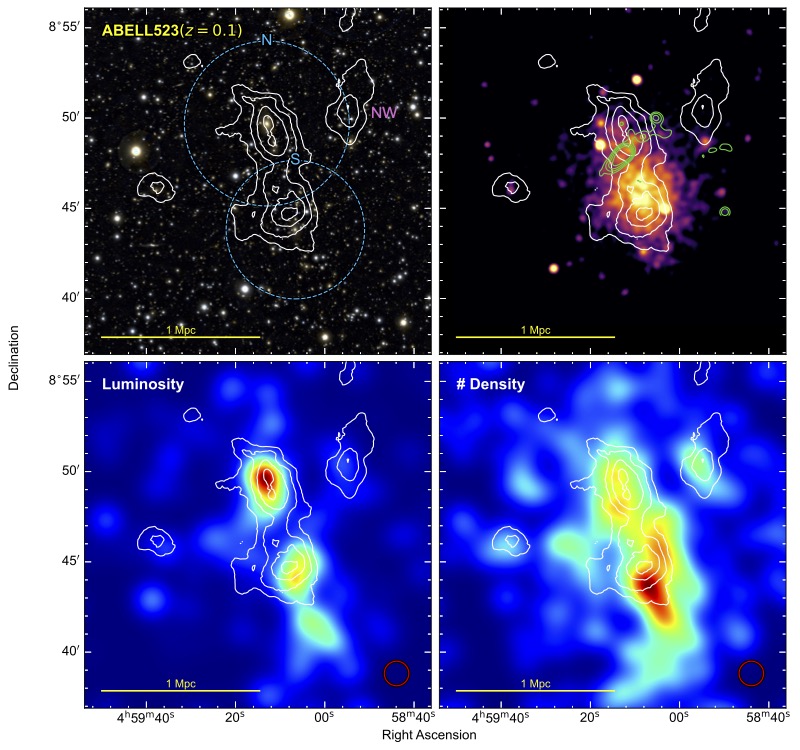 ABELL523(z = 0.1)
N
NW
S
8°55′
50′
45′
40′
1 Mpc
1 Mpc
Declination
Luminosity
# Density
8°55′
50′
45′
40′
1 Mpc
1 Mpc
4ʰ59ᵐ40ˢ 20ˢ 00ˢ 58ᵐ40ˢ
4ʰ59ᵐ40ˢ 20ˢ 00ˢ 58ᵐ40ˢ
Right Ascension